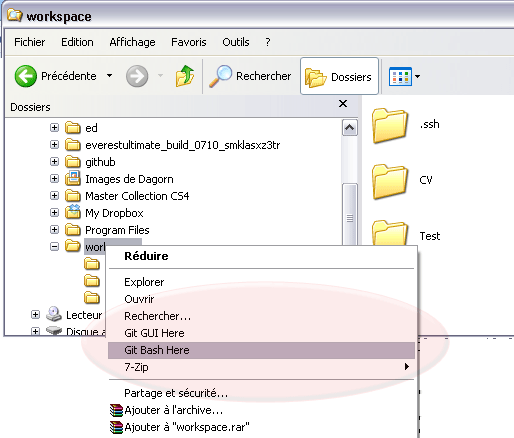 workspace
Fichier Edition Affichage Favoris Outils ?
Précédente Rechercher Dossiers
Dossiers
ed
everestultimate_build_0710_smklasxz3tr
github
Images de Dagorn
Master Collection CS4
My Dropbox
Program Files
Lecteur
Disque
.ssh
CV
Test
Réduire
Explorer
Ouvrir
Rechercher...
Git GUI Here
Git Bash Here
7-Zip
Partage et sécurité...
Ajouter à l'archive...
Ajouter à "workspace.rar"